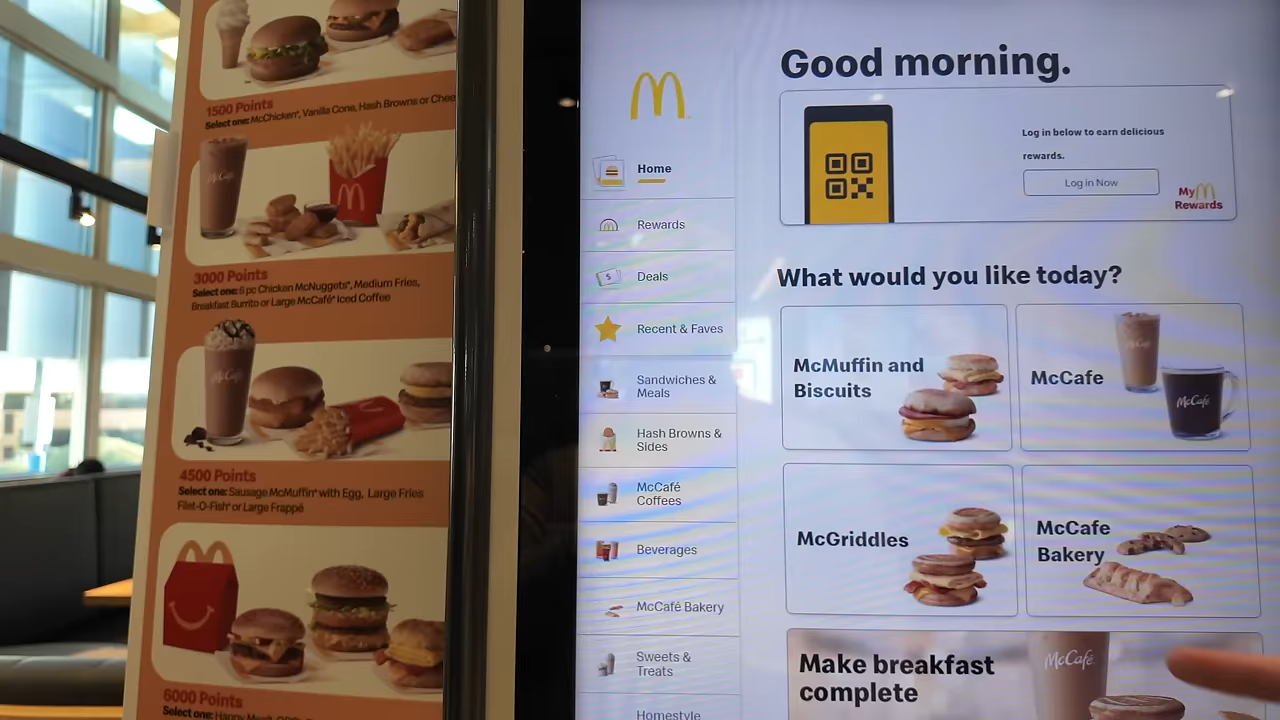 1500 Points
Select one: McChicken®, Vanilla Cone, Hash Browns or Chee
McCafé
3000 Points
Select one: 6 pc Chicken McNuggets®, Medium Fries,
Breakfast Burrito or Large McCafé® Iced Coffee
McCafé
4500 Points
Select one: Sausage McMuffin® with Egg, Large Fries
Filet-O-Fish® or Large Frappé
6000 Points
Select one: Happy Meal®,
Home
Rewards
Deals
Recent & Faves
Sandwiches &
Meals
Hash Browns &
Sides
McCafé
Coffees
Beverages
McCafé Bakery
Sweets &
Treats
Homestyle
Good morning.
Log in below to earn delicious
rewards.
Log in Now
My
Rewards
What would you like today?
McMuffin and
Biscuits
McCafe
McCafé
McCafé
McGriddles
McCafe
Bakery
Make breakfast
complete
McCafé